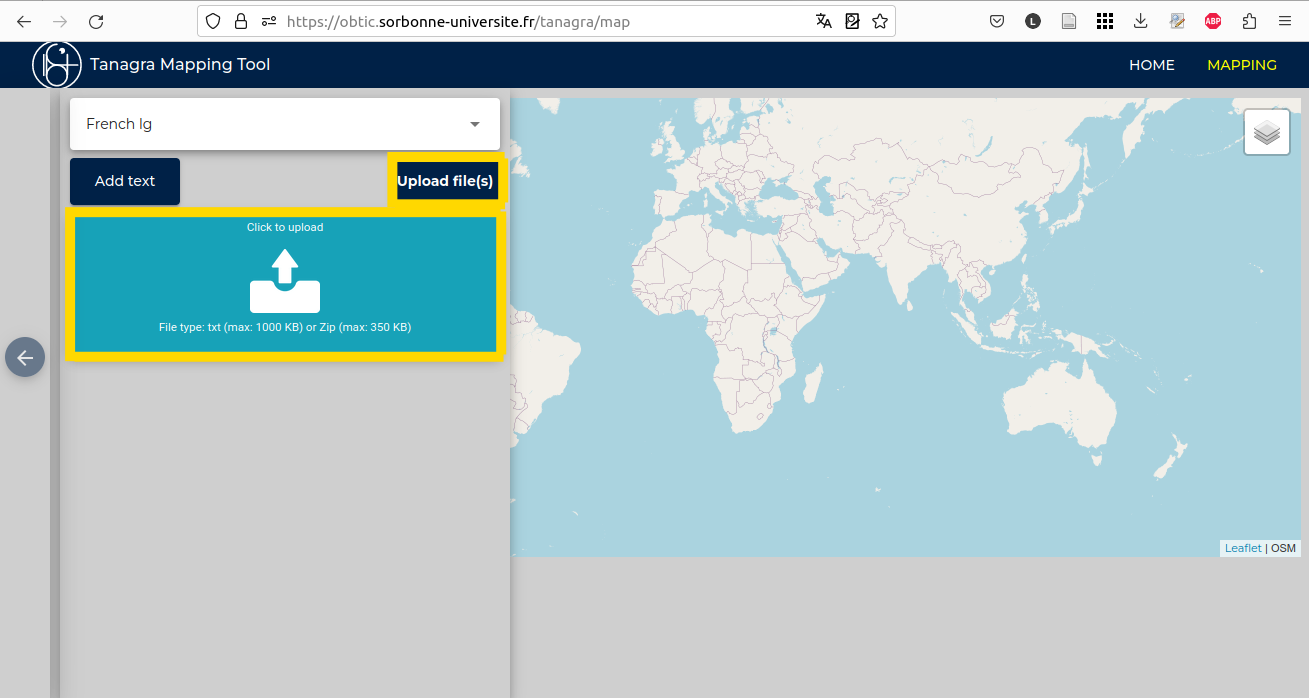 https://obtic.sorbonne-universite.fr/tanagra/map
L
ABP
Tanagra Mapping Tool
HOME
MAPPING
French lg
Add text
Upload file(s)
Click to upload
File type: txt (max: 1000 KB) or Zip (max: 350 KB)
Leaflet | OSM